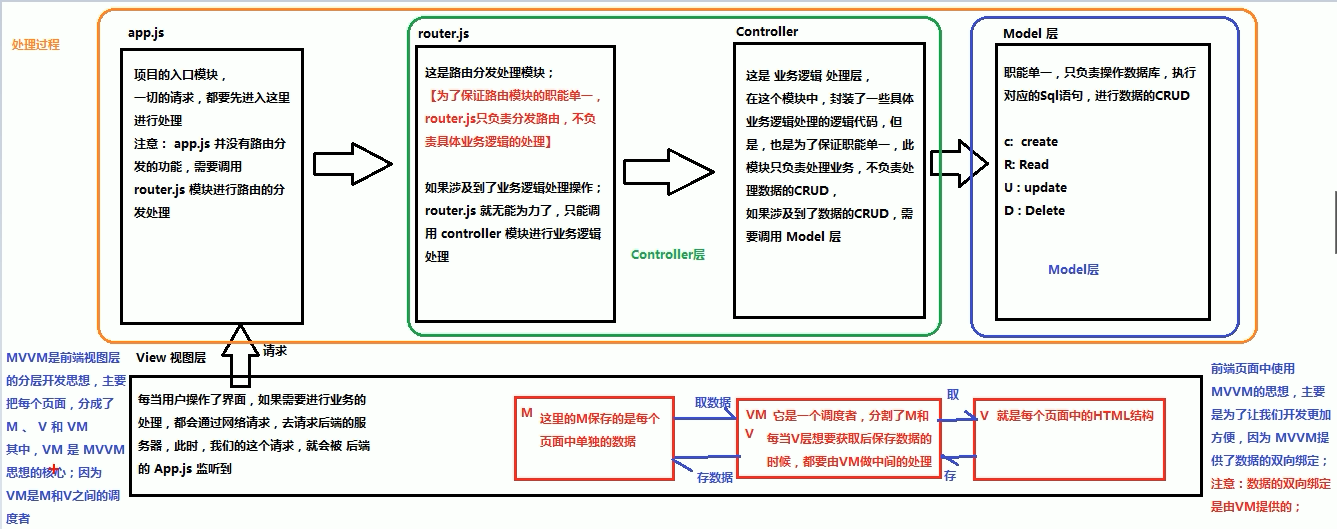 处理过程
app.js
项目的入口模块，
一切的请求，都要先进入这里
进行处理
注意： app.js 并没有路由分
发的功能，需要调用
router.js 模块进行路由的分
发处理
router.js
这是路由分发处理模块；
【为了保证路由模块的职能单一，
router.js只负责分发路由，不负
责具体业务逻辑的处理】
如果涉及到了业务逻辑处理操作；
router.js 就无能为力了，只能调
用 controller 模块进行业务逻辑
处理
Controller层
Controller
这是 业务逻辑 处理层，
在这个模块中，封装了一些具体
业务逻辑处理的逻辑代码，但
是，也是为了保证职能单一，此
模块只负责处理业务，不负责处
理数据的CRUD，
如果涉及到了数据的CRUD，需
要调用 Model 层
Model 层
职能单一，只负责操作数据库，执行
对应的Sql语句，进行数据的CRUD
c: create
R: Read
U : update
D : Delete
Model层
MVVM是前端视图层
的分层开发思想，主要
把每个页面，分成了
M 、 V 和 VM
其中，VM 是 MVVM
思想的核心；因为
VM是M和V之间的调
度者
View 视图层
请求
每当用户操作了界面，如果需要进行业务的
处理，都会通过网络请求，去请求后端的服
务器，此时，我们的这个请求，就会被 后端
的 App.js 监听到
M
这里的M保存的是每个
页面中单独的数据
取数据
存数据
VM 它是一个调度者，分割了M和
V
每当V层想要获取后保存数据的
时候，都要由VM做中间的处理
取
存
V 就是每个页面中的HTML结构
前端页面中使用
MVVM的思想，主要
是为了让我们开发更加
方便，因为 MVVM提
供了数据的双向绑定；
注意：数据的双向绑定
是由VM提供的；